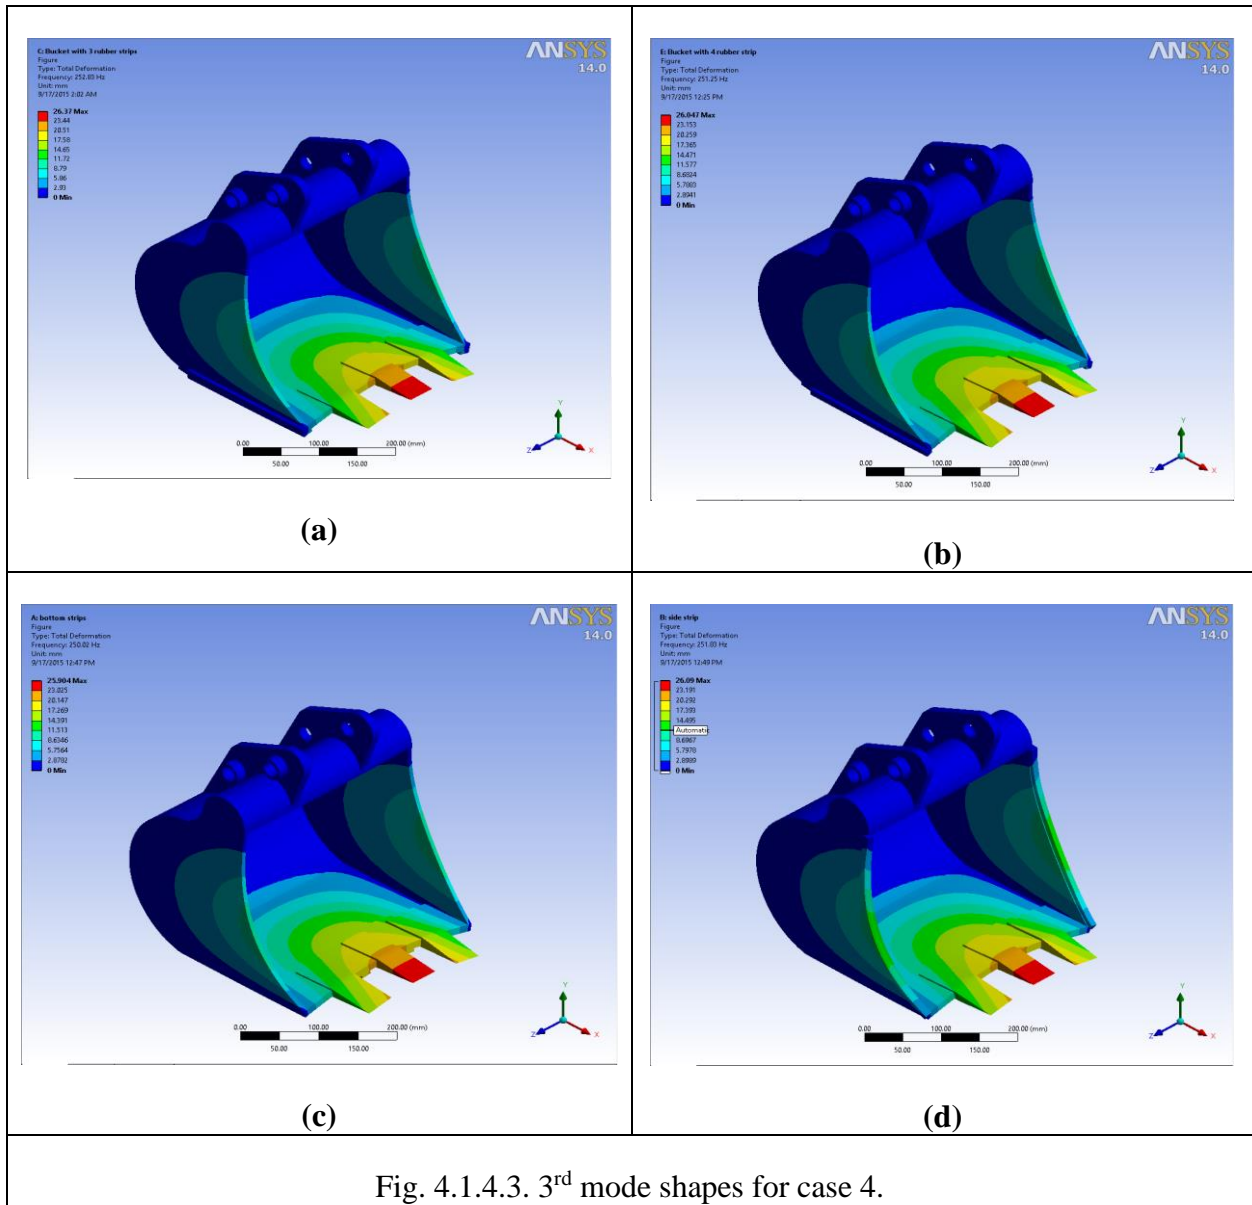 C: Bucket with 3 rubber strips
Figure
Type: Total Deformation
Frequency: 252.83 Hz
Unit: mm
9/17/2015 2:02 AM
26.37 Max
23.44
20.51
17.58
14.65
11.72
8.79
5.86
2.93
0 Min
ANSYS
14.0
Y
Z
X
0.00 100.00 200.00 (mm)
50.00 150.00
(a)
E: Bucket with 4 rubber strip
Figure
Type: Total Deformation
Frequency: 251.25 Hz
Unit: mm
9/17/2015 12:25 PM
26.047 Max
23.153
20.259
17.365
14.471
11.577
8.6824
5.7883
2.8941
0 Min
ANSYS
14.0
Y
Z
X
0.00 100.00 200.00 (mm)
50.00 150.00
(b)
A: bottom strips
Figure
Type: Total Deformation
Frequency: 250.02 Hz
Unit: mm
9/17/2015 12:47 PM
25.904 Max
23.025
20.147
17.269
14.391
11.513
8.6346
5.7564
2.8782
0 Min
ANSYS
14.0
Y
Z
X
0.00 100.00 200.00 (mm)
50.00 150.00
(c)
B: side strip
Figure
Type: Total Deformation
Frequency: 251.03 Hz
Unit: mm
9/17/2015 12:49 PM
26.09 Max
23.191
20.292
17.393
14.495
Automatic
8.6967
5.7978
2.8989
0 Min
ANSYS
14.0
Y
Z
X
0.00 100.00 200.00 (mm)
50.00 150.00
(d)
Fig. 4.1.4.3. 3rd mode shapes for case 4.